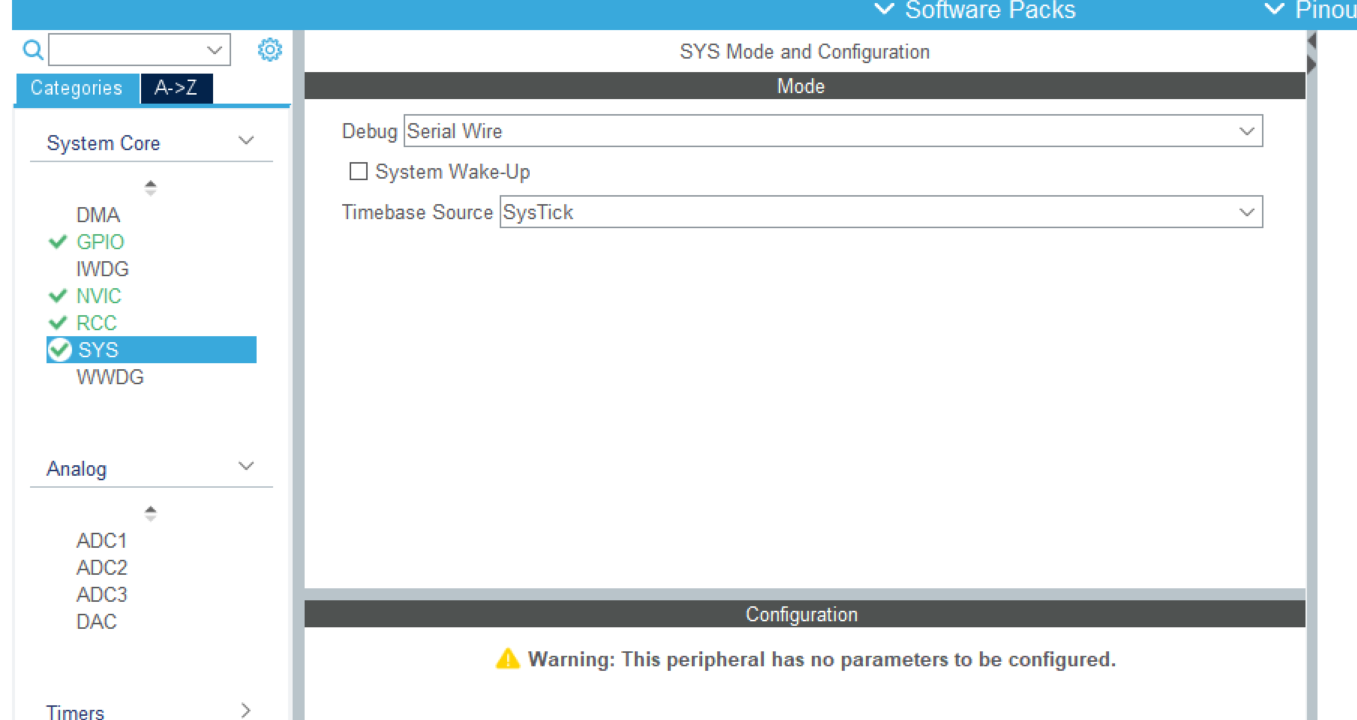 Software Packs
Pinou
SYS Mode and Configuration
Categories A->Z
Mode
System Core
Debug Serial Wire
System Wake-Up
Timebase Source SysTick
DMA
GPIO
IWDG
NVIC
RCC
SYS
WWDG
Analog
ADC1
ADC2
ADC3
DAC
Timers
Configuration
Warning: This peripheral has no parameters to be configured.